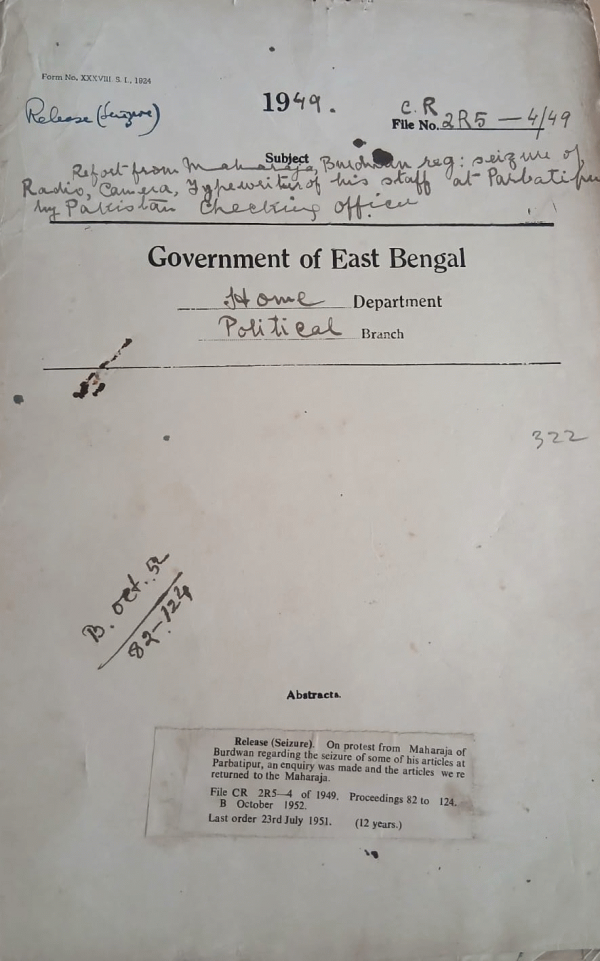 Form No. XXXVIII. S. I., 1924
Release (Seizure)
1949.
C.R
File No. 2R5 — 4/49
Subject
Report from Maharaja, Burdwan reg: seizure of
Radio, Camera, Typewriter of his staff at Parbatipur
by Pakistan Checking Officer
Government of East Bengal
Home Department
Political Branch
322
B. Oct. 52
82-124
Abstracts.
Release (Seizure). On protest from Maharaja of
Burdwan regarding the seizure of some of his articles at
Parbatipur, an enquiry was made and the articles we re
returned to the Maharaja.
File CR 2R5—4 of 1949. Proceedings 82 to 124.
B October 1952.
Last order 23rd July 1951. (12 years.)